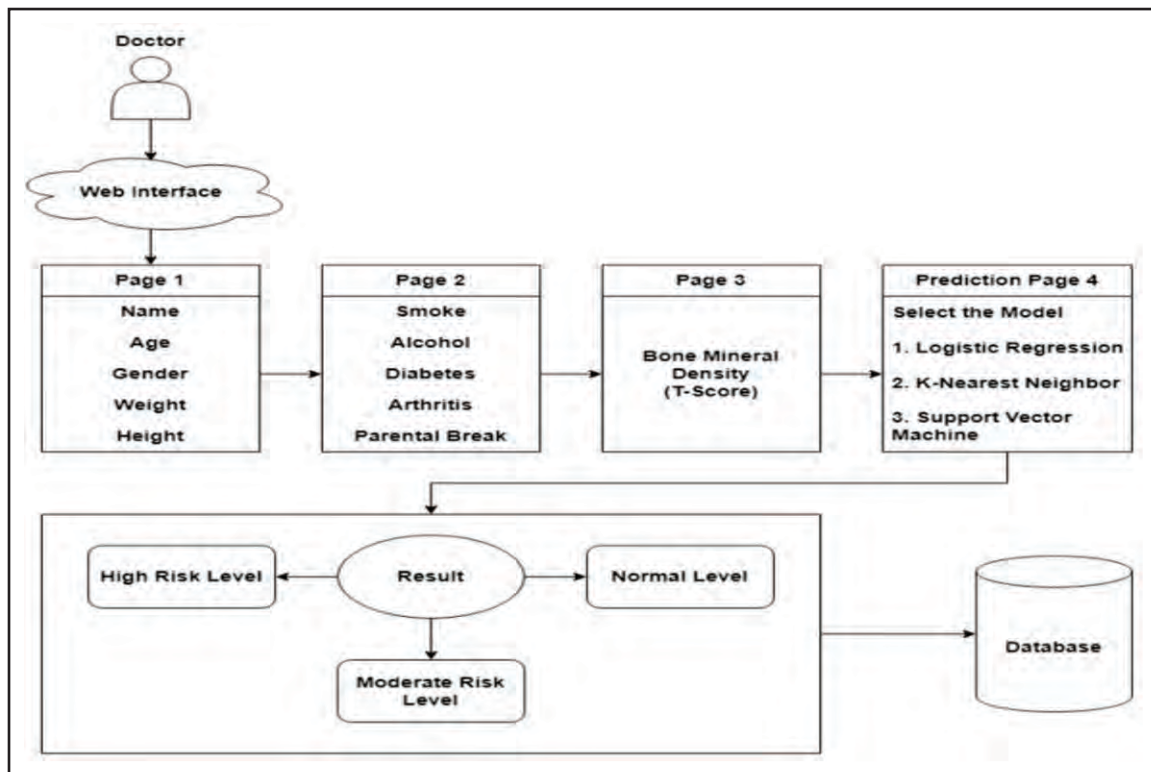 Doctor
Web Interface
Page 1
Name
Age
Gender
Weight
Height
Page 2
Smoke
Alcohol
Diabetes
Arthritis
Parental Break
Page 3
Bone Mineral
Density
(T-Score)
Prediction Page 4
Select the Model
1. Logistic Regression
2. K-Nearest Neighbor
3. Support Vector
Machine
High Risk Level
Result
Normal Level
Moderate Risk
Level
Database